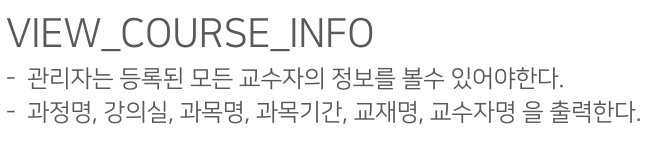 VIEW_COURSE_INFO
- 관리자는 등록된 모든 교수자의 정보를 볼수 있어야한다.
- 과정명, 강의실, 과목명, 과목기간, 교재명, 교수자명 을 출력한다.